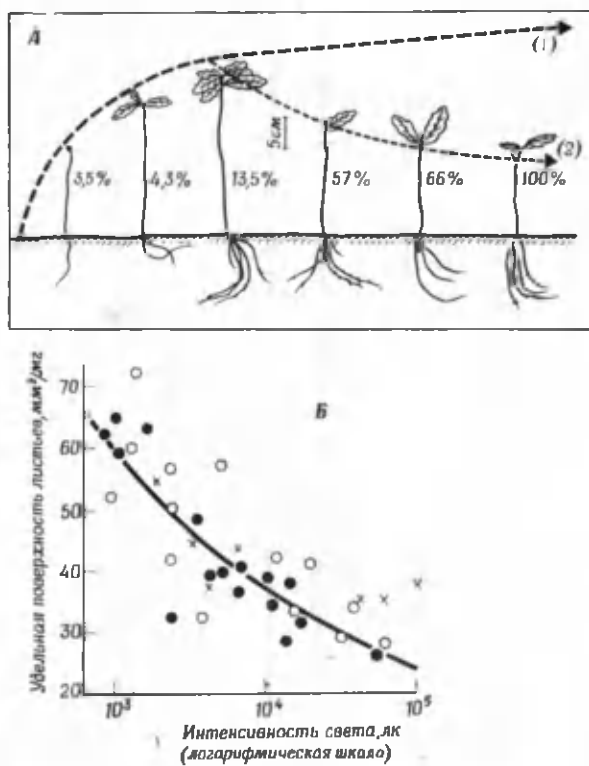 А
(1)
5см
(2)
3,5%
4,3%
13,5%
57%
66%
100%
Б
Удельная поверхность листьев, мм²/мг
70
60
50
40
30
20
10³
10⁴
10⁵
Интенсивность света, лк
(логарифмическая шкала)